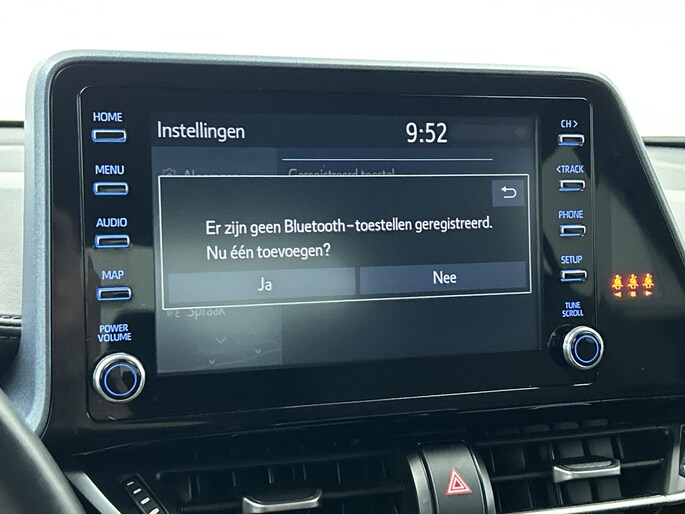 HOME
MENU
AUDIO
MAP
POWER
VOLUME
Instellingen 9:52
Geregistreerd toestel
Er zijn geen Bluetooth-toestellen geregistreerd.
Nu één toevoegen?
Ja Nee
Spraak
CH >
< TRACK
PHONE
SETUP
TUNE
SCROLL